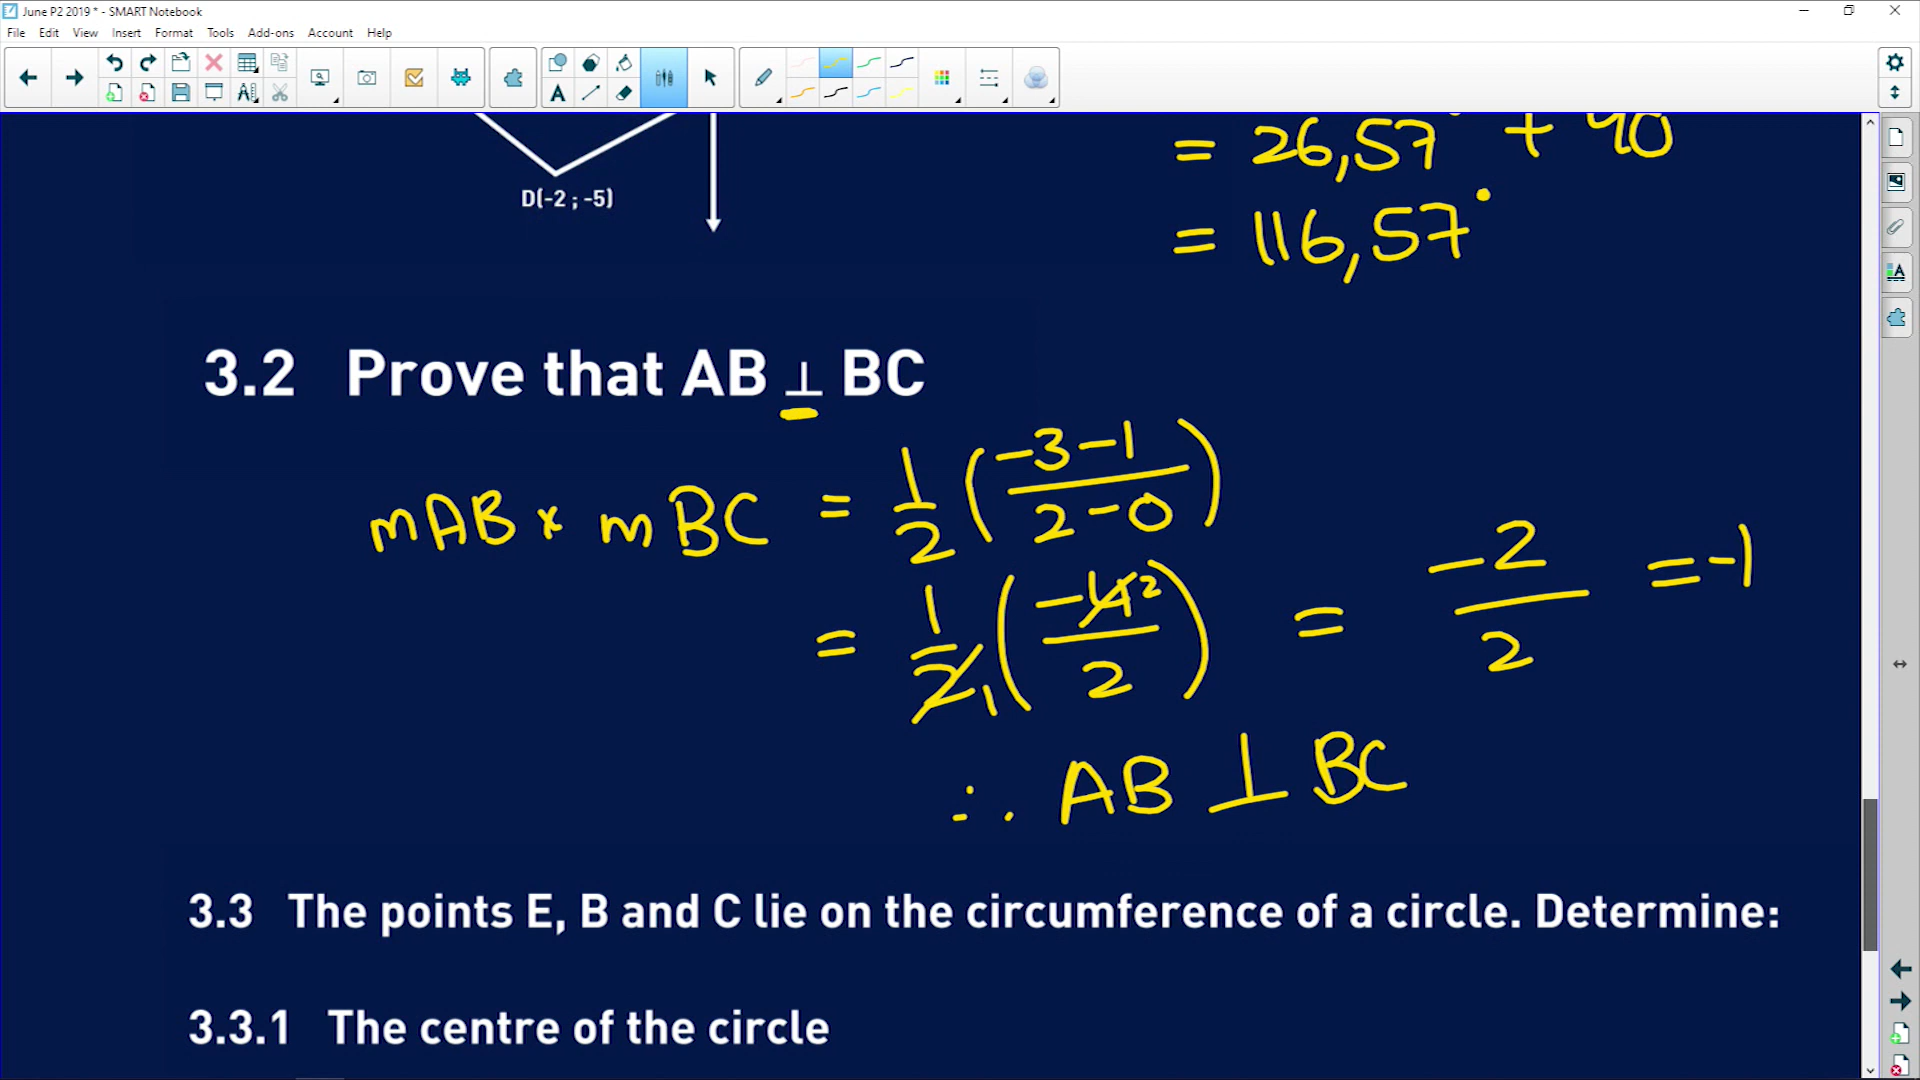 June P2 2019 * - SMART Notebook
File Edit View Insert Format Tools Add-ons Account Help
D(-2 ; -5)
= 26,57° + 90
= 116,57°
3.2 Prove that AB ⊥ BC
mAB × mBC = 1/2 (-3-1 / 2-0)
= 1/2 1 (-4 2 / 2) = -2/2 = -1
∴ AB ⊥ BC
3.3 The points E, B and C lie on the circumference of a circle. Determine:
3.3.1 The centre of the circle